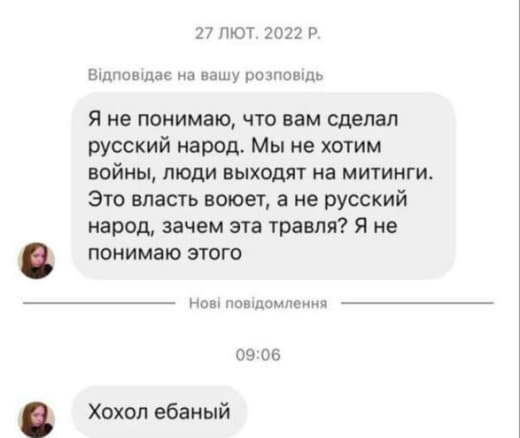 27 ЛЮТ. 2022 Р.
Відповідає на вашу розповідь
Я не понимаю, что вам сделал
русский народ. Мы не хотим
войны, люди выходят на митинги.
Это власть воюет, а не русский
народ, зачем эта травля? Я не
понимаю этого
Нові повідомлення
09:06
Хохол ебаный